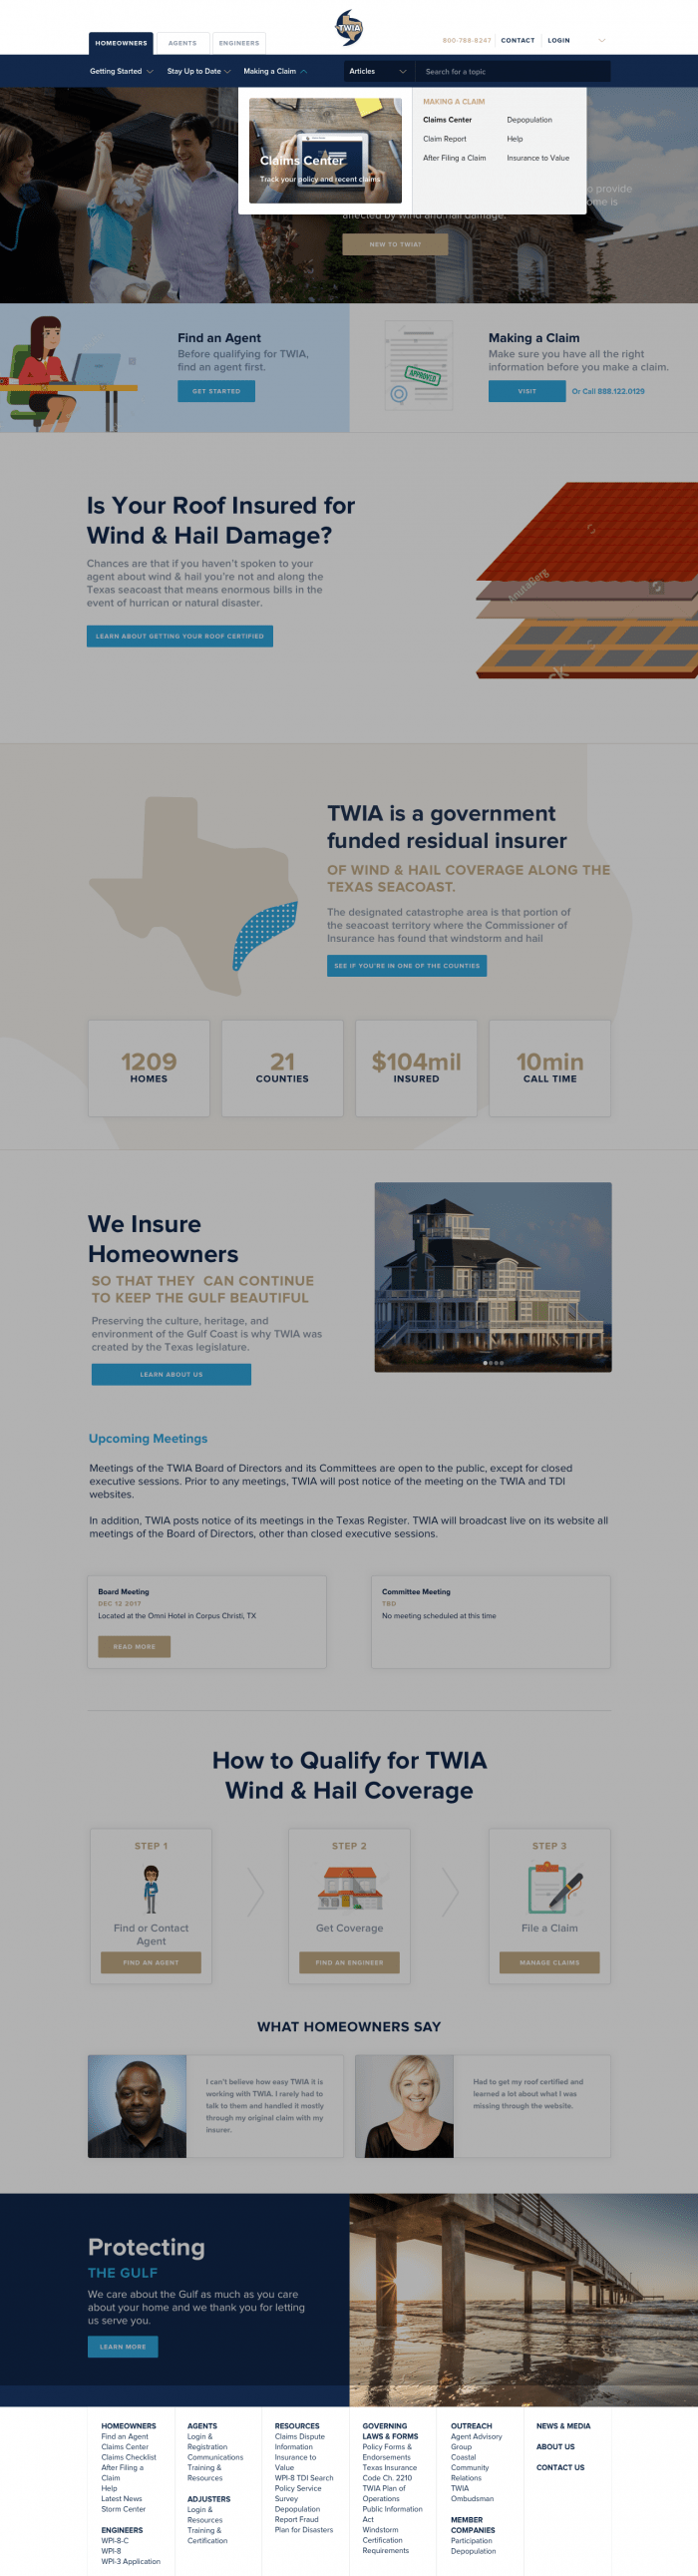 TWIA
HOMEOWNERS
AGENTS
ENGINEERS
800-788-8247
CONTACT
LOGIN
Getting Started
Stay Up to Date
Making a Claim
Articles
Search for a topic
Claims Center
Track your policy and recent claims
MAKING A CLAIM
Claims Center
Depopulation
Claim Report
Help
After Filing a Claim
Insurance to Value
o provide
ome is
affected by wind and hail damage.
NEW TO TWIA?
Find an Agent
Before qualifying for TWIA,
find an agent first.
GET STARTED
APPROVED
Making a Claim
Make sure you have all the right
information before you make a claim.
VISIT
Or Call 888.122.0129
Is Your Roof Insured for
Wind & Hail Damage?
Chances are that if you haven't spoken to your
agent about wind & hail you're not and along the
Texas seacoast that means enormous bills in the
event of hurrican or natural disaster.
LEARN ABOUT GETTING YOUR ROOF CERTIFIED
AnutaBerg
TWIA is a government
funded residual insurer
OF WIND & HAIL COVERAGE ALONG THE
TEXAS SEACOAST.
The designated catastrophe area is that portion of
the seacoast territory where the Commissioner of
Insurance has found that windstorm and hail
SEE IF YOU'RE IN ONE OF THE COUNTIES
1209
HOMES
21
COUNTIES
$104mil
INSURED
10min
CALL TIME
We Insure
Homeowners
SO THAT THEY CAN CONTINUE
TO KEEP THE GULF BEAUTIFUL
Preserving the culture, heritage, and
environment of the Gulf Coast is why TWIA was
created by the Texas legislature.
LEARN ABOUT US
Upcoming Meetings
Meetings of the TWIA Board of Directors and its Committees are open to the public, except for closed
executive sessions. Prior to any meetings, TWIA will post notice of the meeting on the TWIA and TDI
websites.
In addition, TWIA posts notice of its meetings in the Texas Register. TWIA will broadcast live on its website all
meetings of the Board of Directors, other than closed executive sessions.
Board Meeting
DEC 12 2017
Located at the Omni Hotel in Corpus Christi, TX
READ MORE
Committee Meeting
TBD
No meeting scheduled at this time
How to Qualify for TWIA
Wind & Hail Coverage
STEP 1
Find or Contact
Agent
FIND AN AGENT
STEP 2
Get Coverage
FIND AN ENGINEER
STEP 3
File a Claim
MANAGE CLAIMS
WHAT HOMEOWNERS SAY
I can't believe how easy TWIA it is
working with TWIA. I rarely had to
talk to them and handled it mostly
through my original claim with my
insurer.
Had to get my roof certified and
learned a lot about what I was
missing through the website.
Protecting
THE GULF
We care about the Gulf as much as you care
about your home and we thank you for letting
us serve you.
LEARN MORE
HOMEOWNERS
Find an Agent
Claims Center
Claims Checklist
After Filing a
Claim
Help
Latest News
Storm Center
ENGINEERS
WPI-8-C
WPI-8
WPI-3 Application
AGENTS
Login &
Registration
Communications
Training &
Resources
ADJUSTERS
Login &
Resources
Training &
Certification
RESOURCES
Claims Dispute
Information
Insurance to
Value
WPI-8 TDI Search
Policy Service
Survey
Depopulation
Report Fraud
Plan for Disasters
GOVERNING
LAWS & FORMS
Policy Forms &
Endorsements
Texas Insurance
Code Ch. 2210
TWIA Plan of
Operations
Public Information
Act
Windstorm
Certification
Requirements
OUTREACH
Agent Advisory
Group
Coastal
Community
Relations
TWIA
Ombudsman
MEMBER
COMPANIES
Participation
Depopulation
NEWS & MEDIA
ABOUT US
CONTACT US